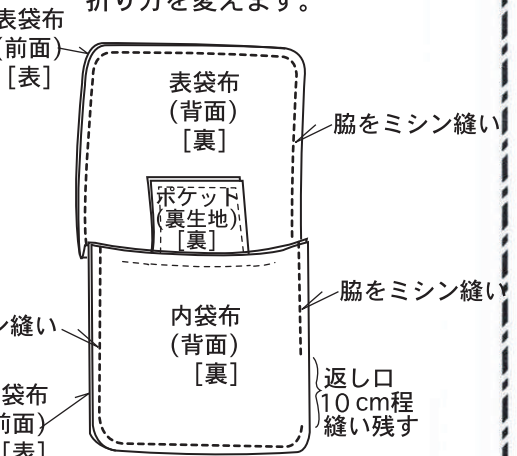 折り方を変えます。
表袋布
(前面)
[表]
表袋布
(背面)
[裏]
脇をミシン縫い
ポケット
(裏生地)
[裏]
脇をミシン縫い
ン縫い
内袋布
(背面)
[裏]
返し口
10cm程
縫い残す
袋布
前面)
[表]